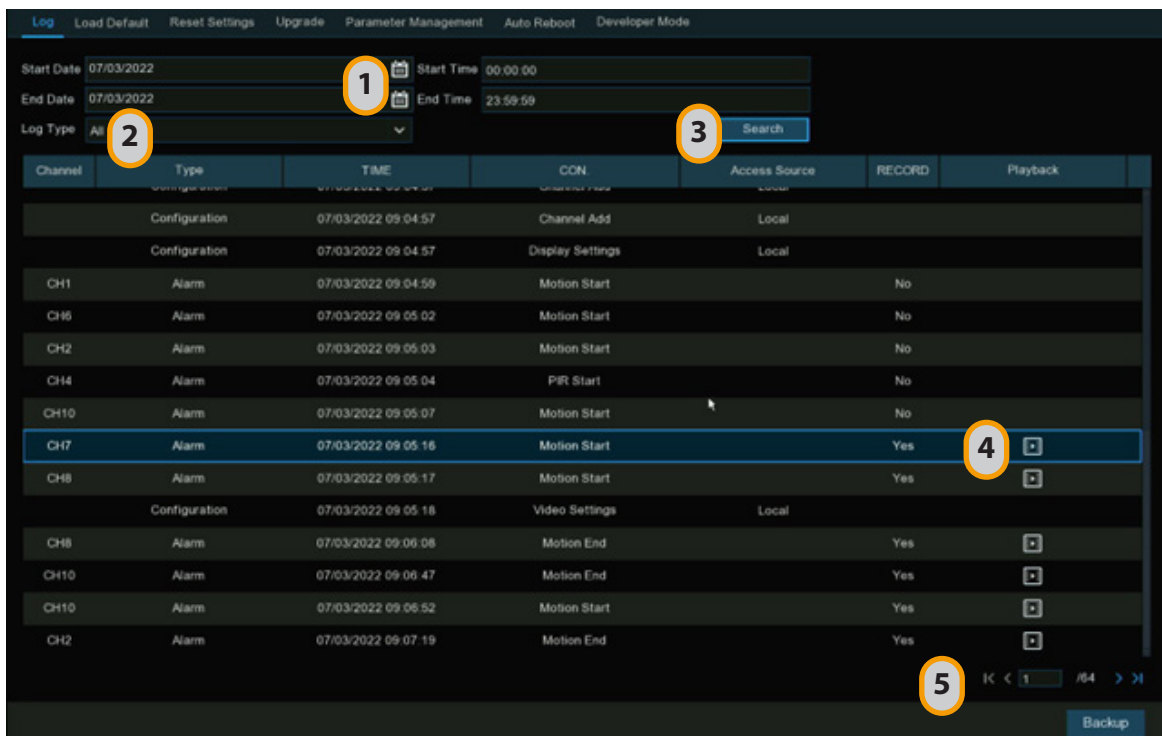 Log Load Default Reset Settings Upgrade Parameter Management Auto Reboot Developer Mode
Start Date 07/03/2022 1 Start Time 00:00:00
End Date 07/03/2022 End Time 23:59:59
Log Type All 2 3 Search
Channel Type TIME CON. Access Source RECORD Playback
Configuration 07/03/2022 09:04:57 Channel Add Local
Configuration 07/03/2022 09:04:57 Display Settings Local
CH1 Alarm 07/03/2022 09:04:59 Motion Start No
CH6 Alarm 07/03/2022 09:05:02 Motion Start No
CH2 Alarm 07/03/2022 09:05:03 Motion Start No
CH4 Alarm 07/03/2022 09:05:04 PIR Start No
CH10 Alarm 07/03/2022 09:05:07 Motion Start No
CH7 Alarm 07/03/2022 09:05:16 Motion Start Yes 4
CH8 Alarm 07/03/2022 09:05:17 Motion Start Yes
Configuration 07/03/2022 09:05:18 Video Settings Local
CH8 Alarm 07/03/2022 09:06:08 Motion End Yes
CH10 Alarm 07/03/2022 09:06:47 Motion End Yes
CH10 Alarm 07/03/2022 09:06:52 Motion Start Yes
CH2 Alarm 07/03/2022 09:07:19 Motion End Yes
5 1 /64
Backup